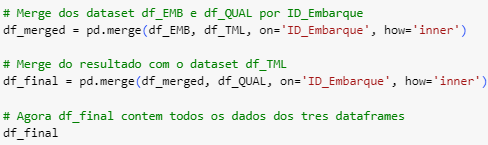 # Merge dos dataset df_EMB e df_QUAL por ID_Embarque
df_merged = pd.merge(df_EMB, df_TML, on='ID_Embarque', how='inner')
# Merge do resultado com o dataset df_TML
df_final = pd.merge(df_merged, df_QUAL, on='ID_Embarque', how='inner')
# Agora df_final contem todos os dados dos tres dataframes
df_final